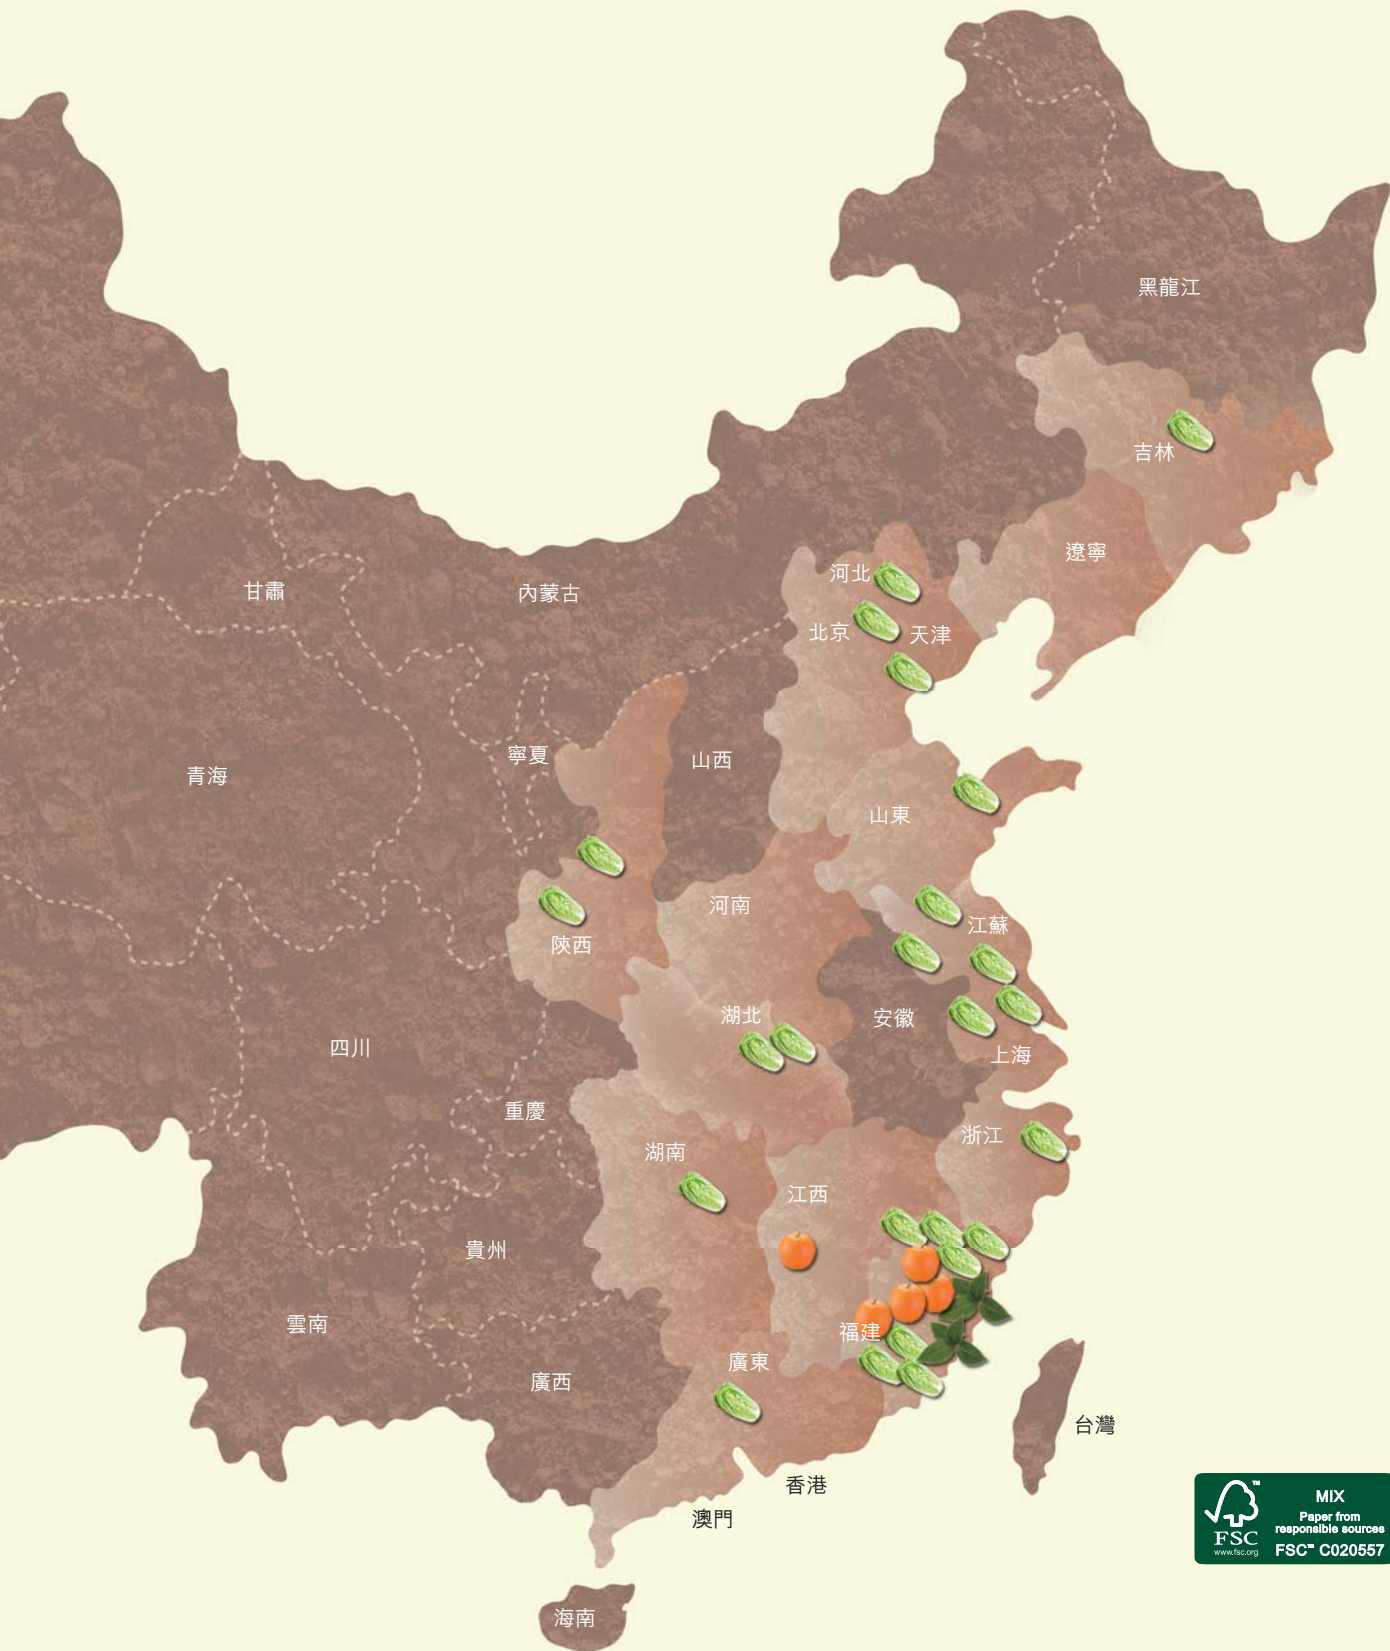 黑龍江
吉林
遼寧
河北
甘肅
內蒙古
北京
天津
寧夏
山西
青海
山東
河南
江蘇
陝西
湖北
安徽
四川
上海
重慶
浙江
湖南
江西
貴州
雲南
福建
廣東
廣西
台灣
香港
澳門
海南
FSC
www.fsc.org
MIX
Paper from
responsible sources
FSC™ C020557